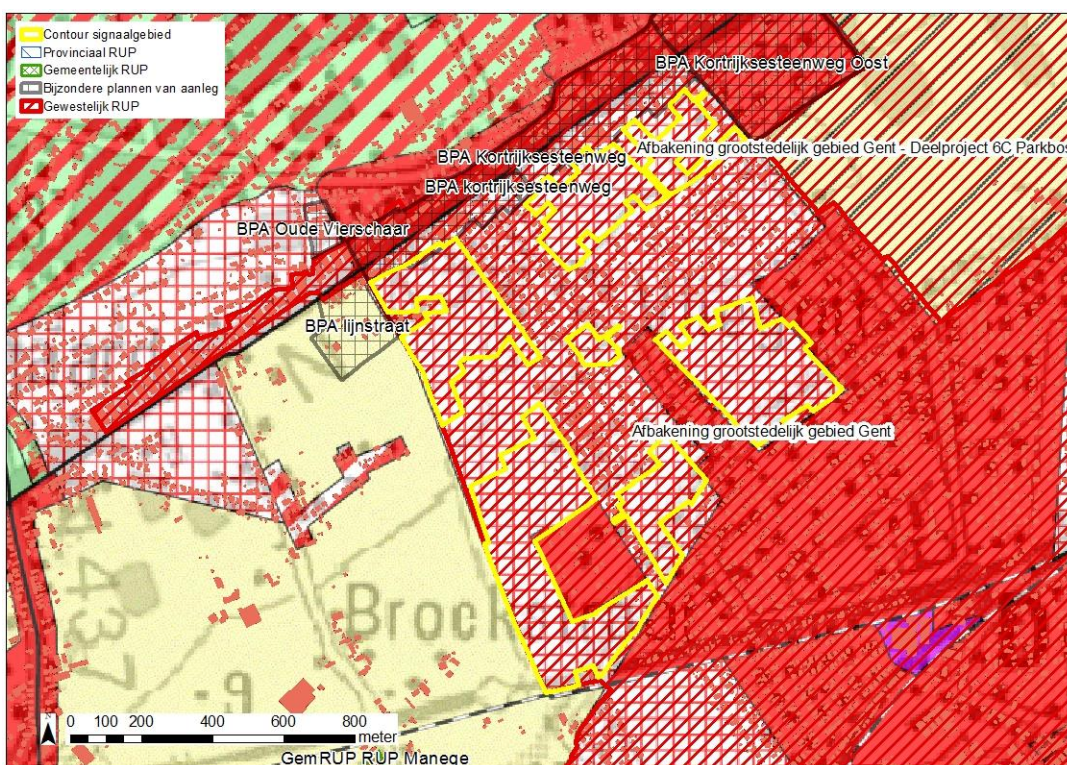 Contour signaalgebied
Provinciaal RUP
Gemeentelijk RUP
Bijzondere plannen van aanleg
Gewestelijk RUP
BPA Kortrijksesteenweg Oost
Afbakening grootstedelijk gebied Gent - Deelproject 6C Parkbos
BPA Kortrijksesteenweg
BPA kortrijksesteenweg
BPA Oude Vierschaar
BPA lijnstraat
Afbakening grootstedelijk gebied Gent
Brock
0 100 200 400 600 800
meter
GemRUP RUP Manege